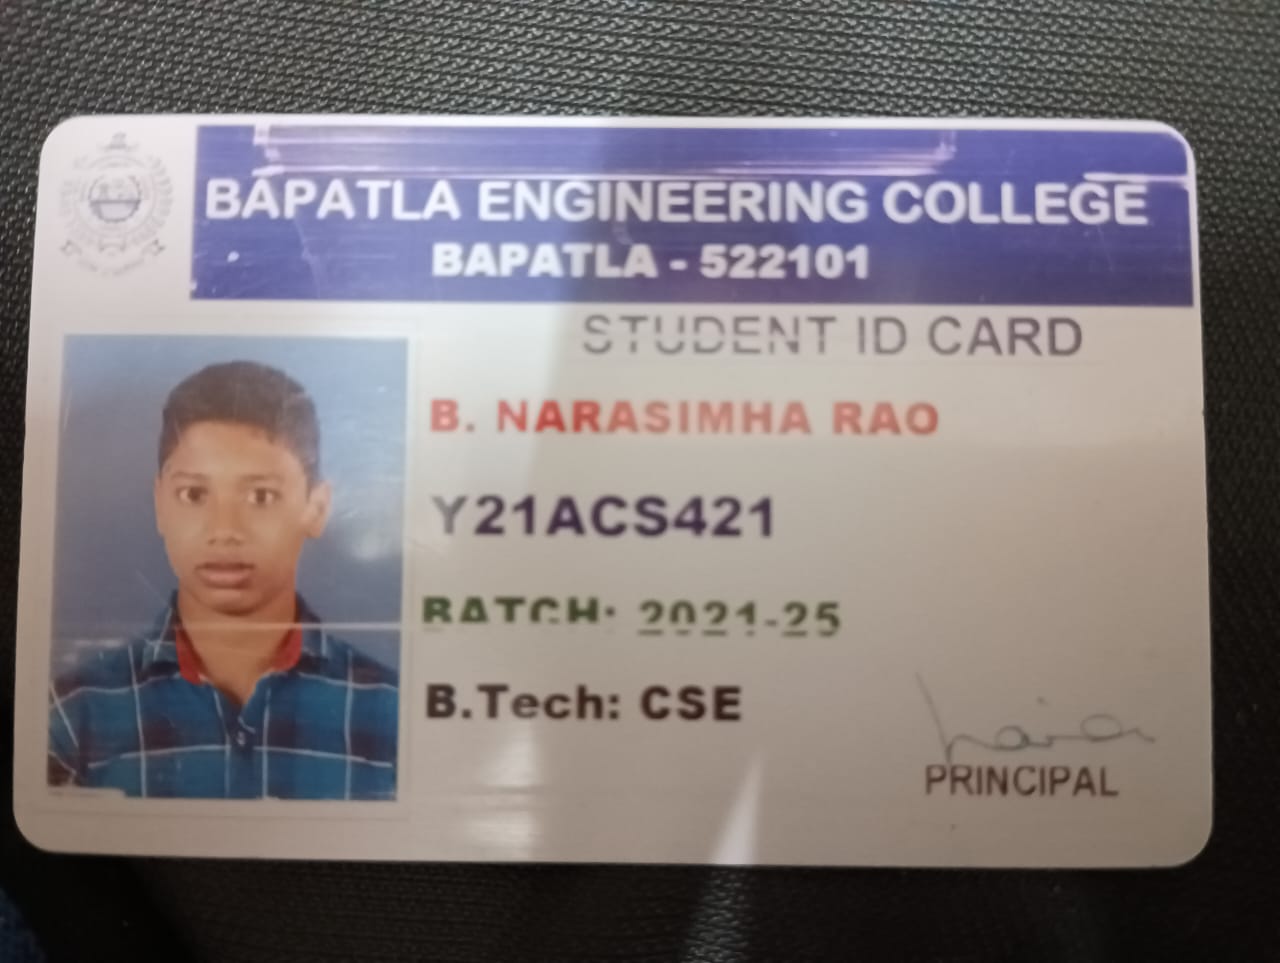 BAPATLA ENGINEERING COLLEGE
BAPATLA - 522101
STUDENT ID CARD
B. NARASIMHA RAO
Y21ACS421
BATCH: 2021-25
B.Tech: CSE
PRINCIPAL